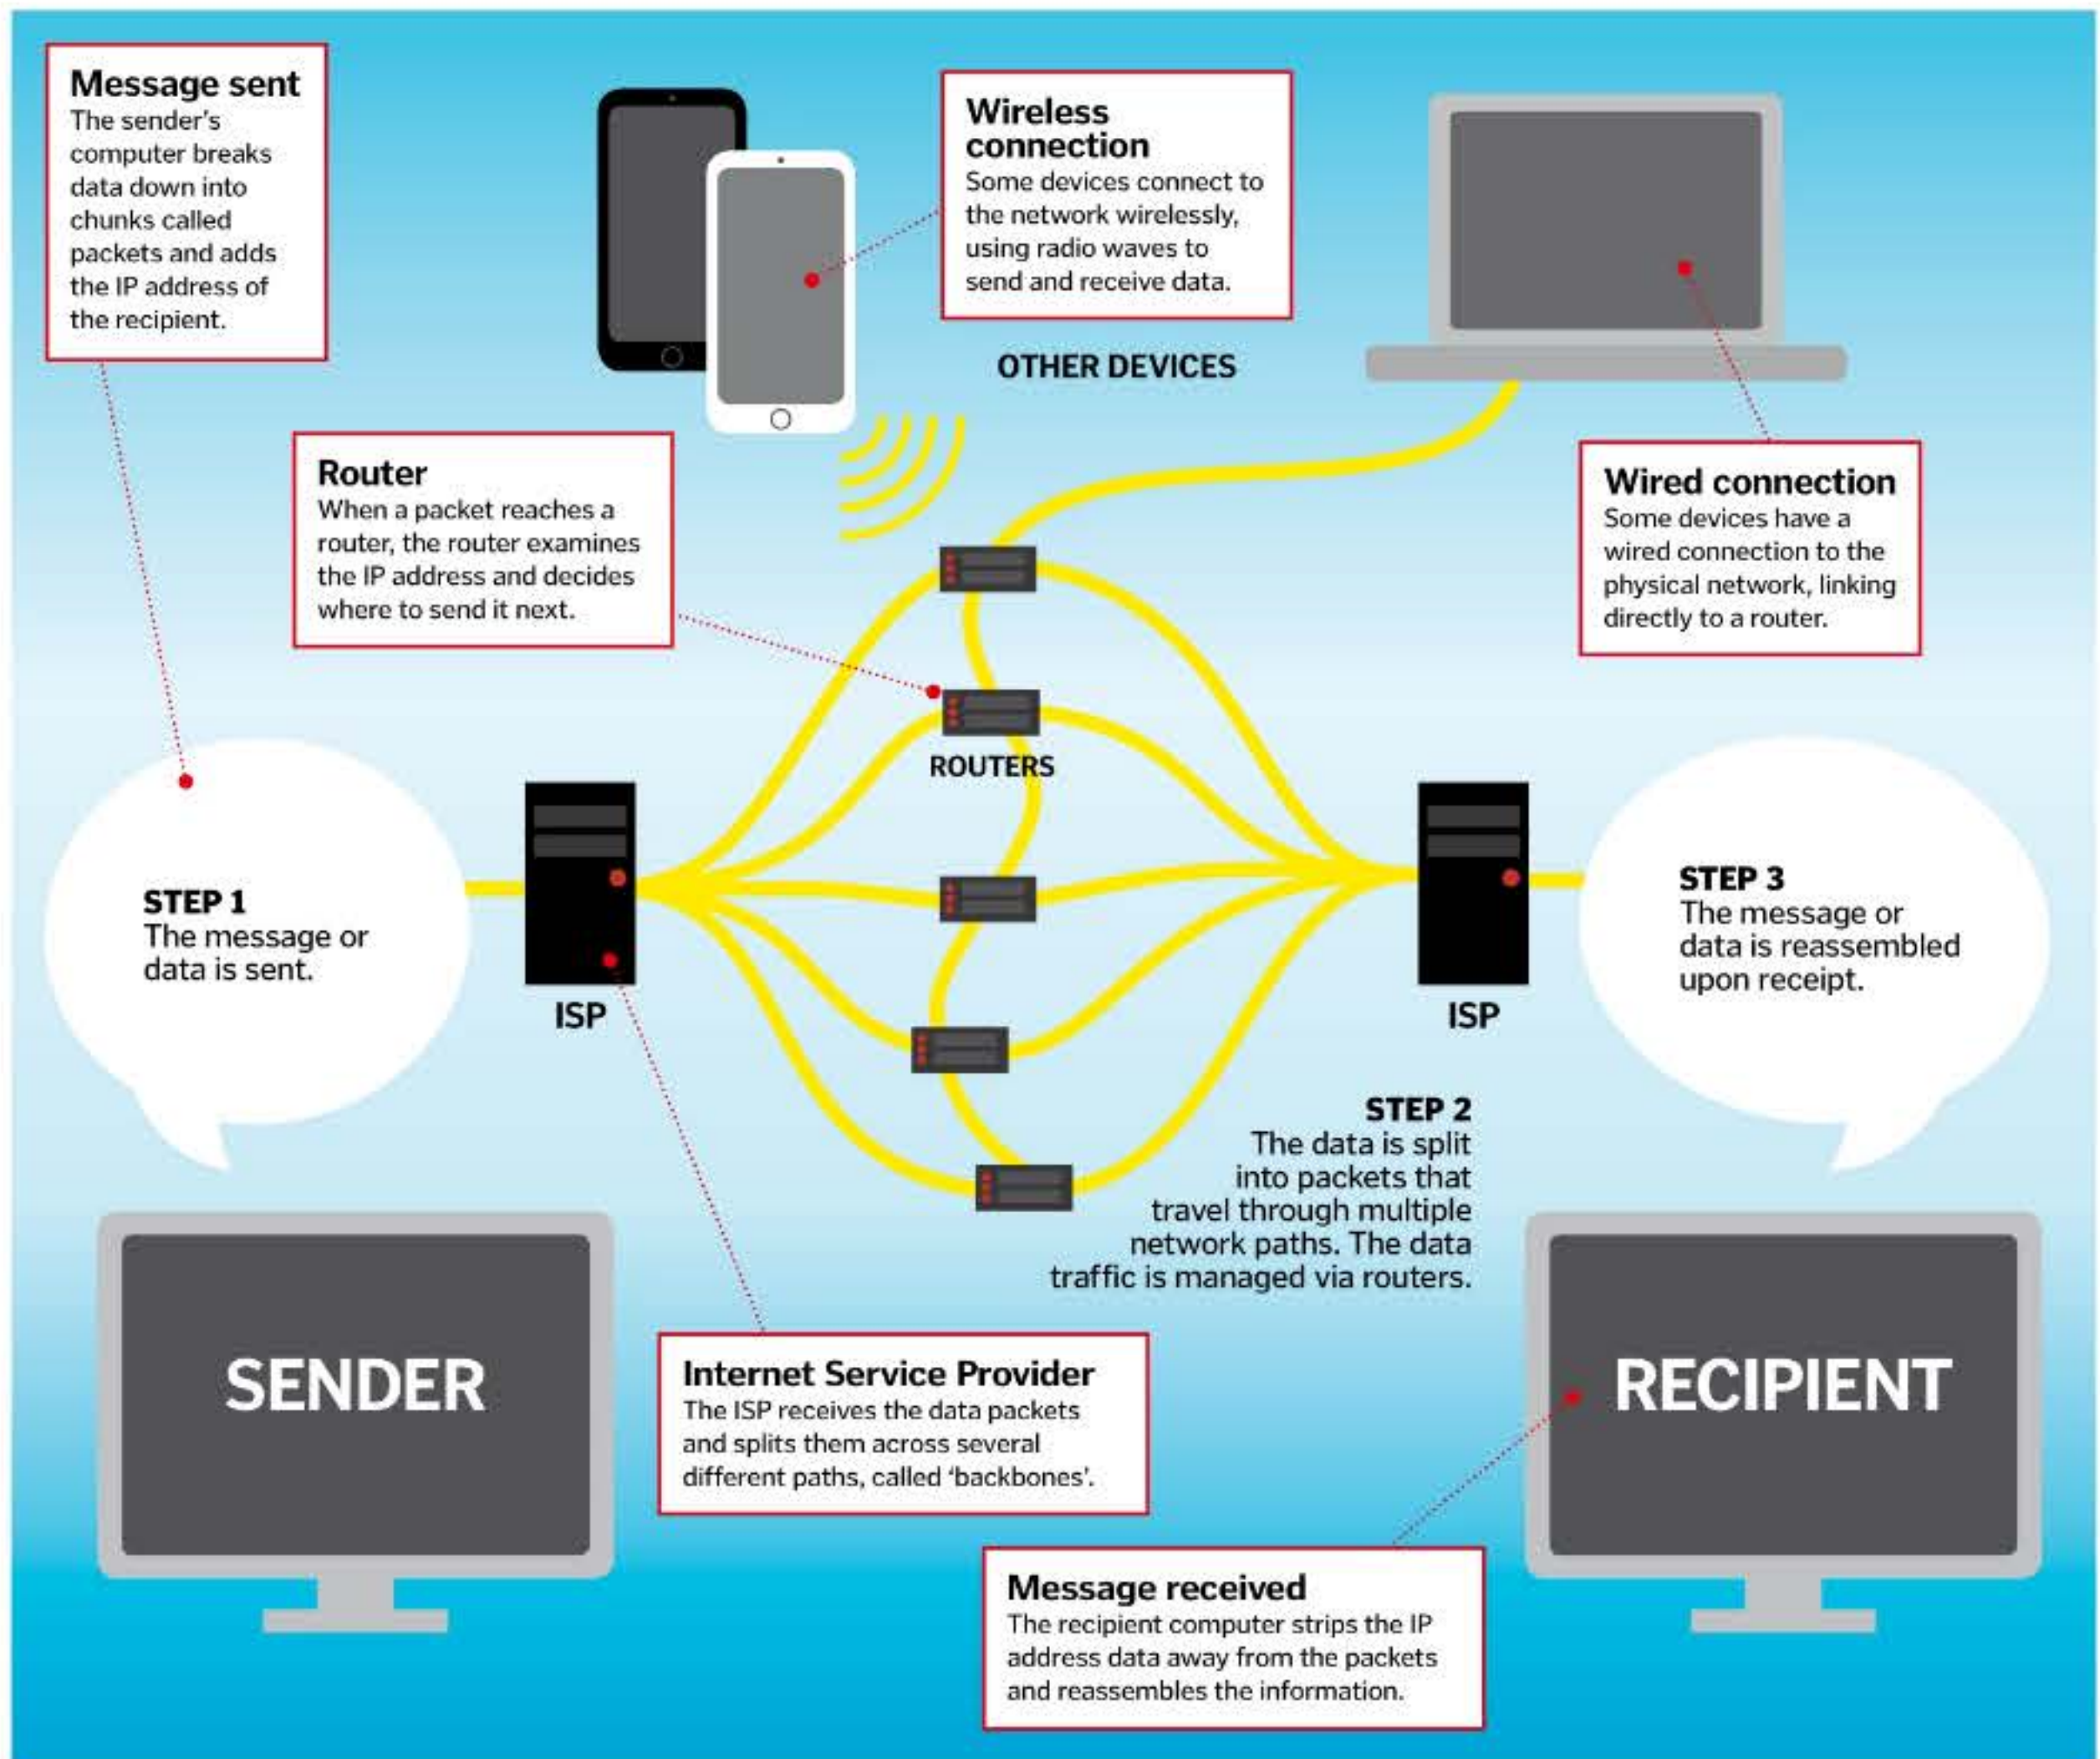 Message sent
The sender's
computer breaks
data down into
chunks called
packets and adds
the IP address of
the recipient.
Wireless
connection
Some devices connect to
the network wirelessly,
using radio waves to
send and receive data.
OTHER DEVICES
Router
When a packet reaches a
router, the router examines
the IP address and decides
where to send it next.
Wired connection
Some devices have a
wired connection to the
physical network, linking
directly to a router.
ROUTERS
STEP 1
The message or
data is sent.
ISP
ISP
STEP 3
The message or
data is reassembled
upon receipt.
STEP 2
The data is split
into packets that
travel through multiple
network paths. The data
traffic is managed via routers.
SENDER
Internet Service Provider
The ISP receives the data packets
and splits them across several
different paths, called ‘backbones’.
RECIPIENT
Message received
The recipient computer strips the IP
address data away from the packets
and reassembles the information.